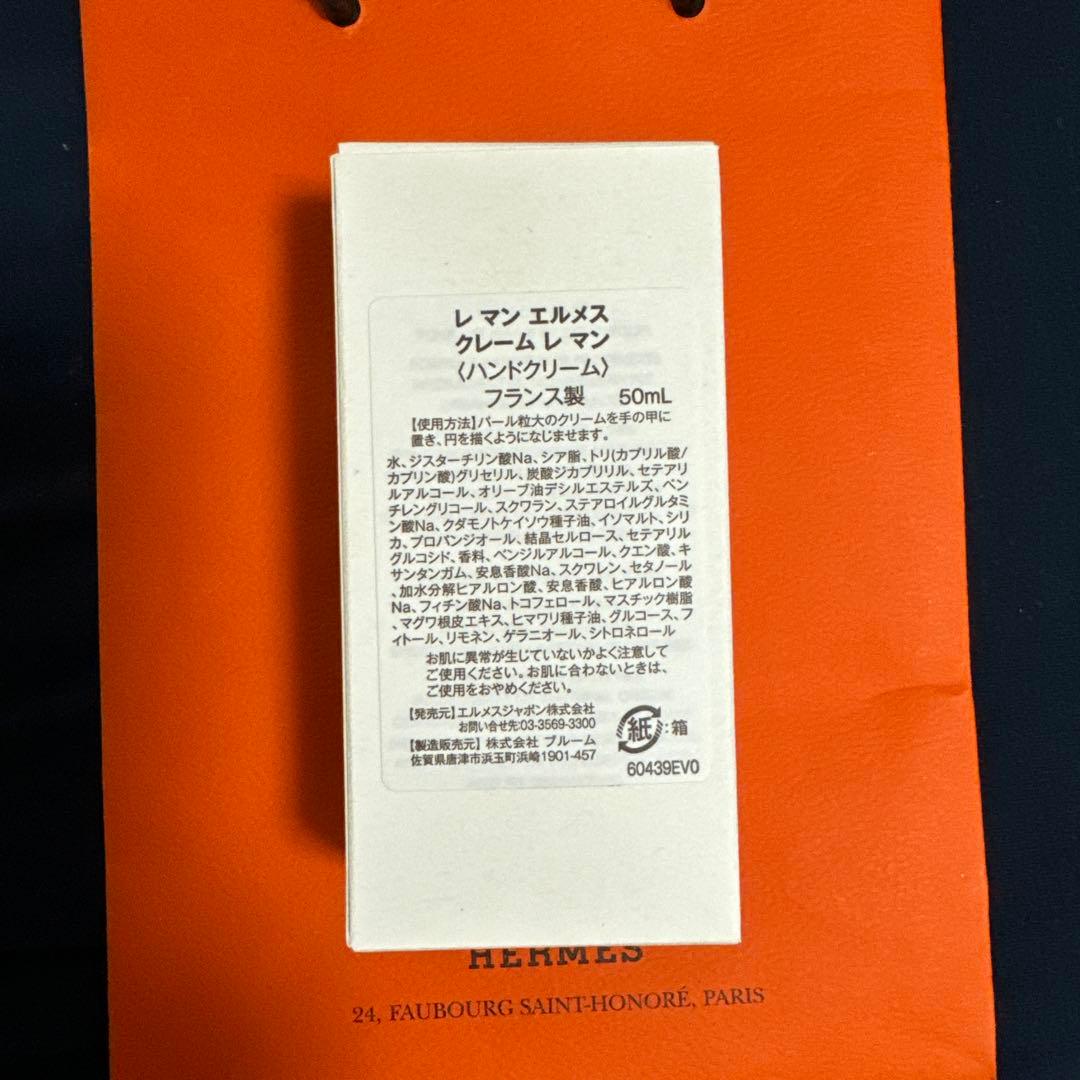 レ マン エルメス
クレーム レ マン
〈ハンドクリーム〉
フランス製 50mL
【使用方法】パール粒大のクリームを手の甲に
置き、円を描くようになじませます。
水、ジスターチリン酸Na、シア脂、トリ(カプリル酸/
カプリン酸)グリセリル、炭酸ジカプリリル、セテアリ
ルアルコール、オリーブ油デシルエステルズ、ペン
チレングリコール、スクワラン、ステアロイルグルタミ
ン酸Na、クダモノトケイソウ種子油、イソマルト、シリ
カ、プロパンジオール、結晶セルロース、セテアリル
グルコシド、香料、ベンジルアルコール、クエン酸、キ
サンタンガム、安息香酸Na、スクワレン、セタノール
、加水分解ヒアルロン酸、安息香酸、ヒアルロン酸
Na、フィチン酸Na、トコフェロール、マスチック樹脂
、マグワ根皮エキス、ヒマワリ種子油、グルコース、フ
ィトール、リモネン、ゲラニオール、シトロネロール
お肌に異常が生じていないかよく注意して
ご使用ください。お肌に合わないときは、
ご使用をおやめください。
【発売元】エルメスジャポン株式会社
お問い合せ先:03-3569-3300
【製造販売元】株式会社 ブルーム
佐賀県唐津市浜玉町浜崎1901-457
紙:箱
60439EV0
HERMÈS
24, FAUBOURG SAINT-HONORÉ, PARIS